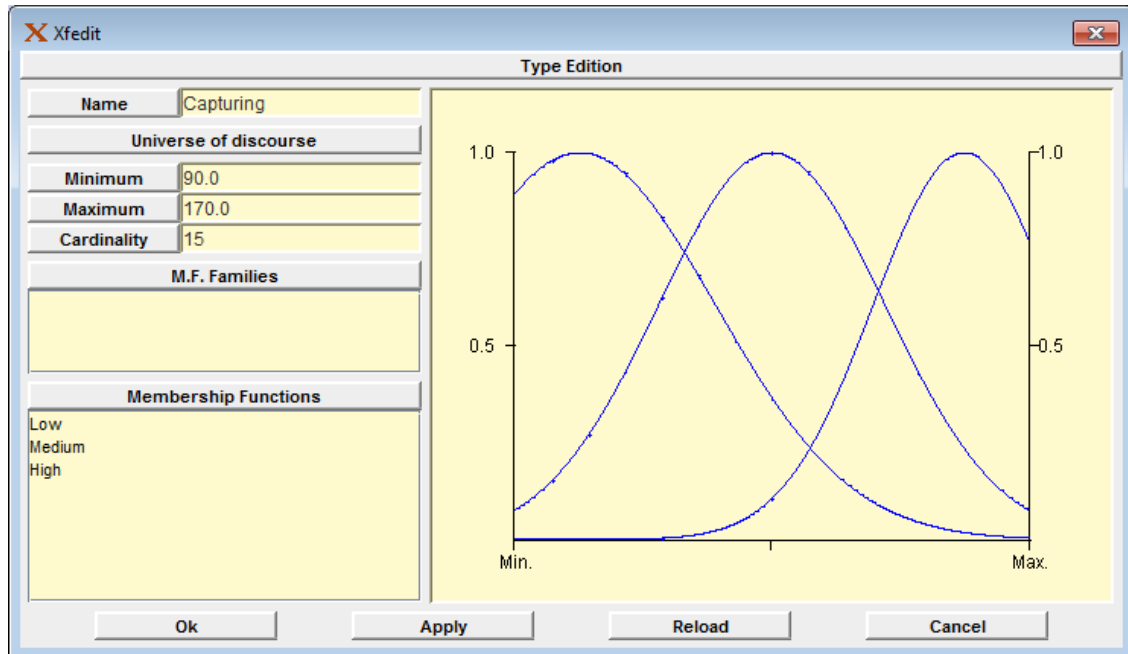 Xfedit
Type Edition
Name Capturing
Universe of discourse
Minimum 90.0
Maximum 170.0
Cardinality 15
M.F. Families
Membership Functions
Low
Medium
High
1.0 1.0
0.5 0.5
Min. Max.
Ok Apply Reload Cancel